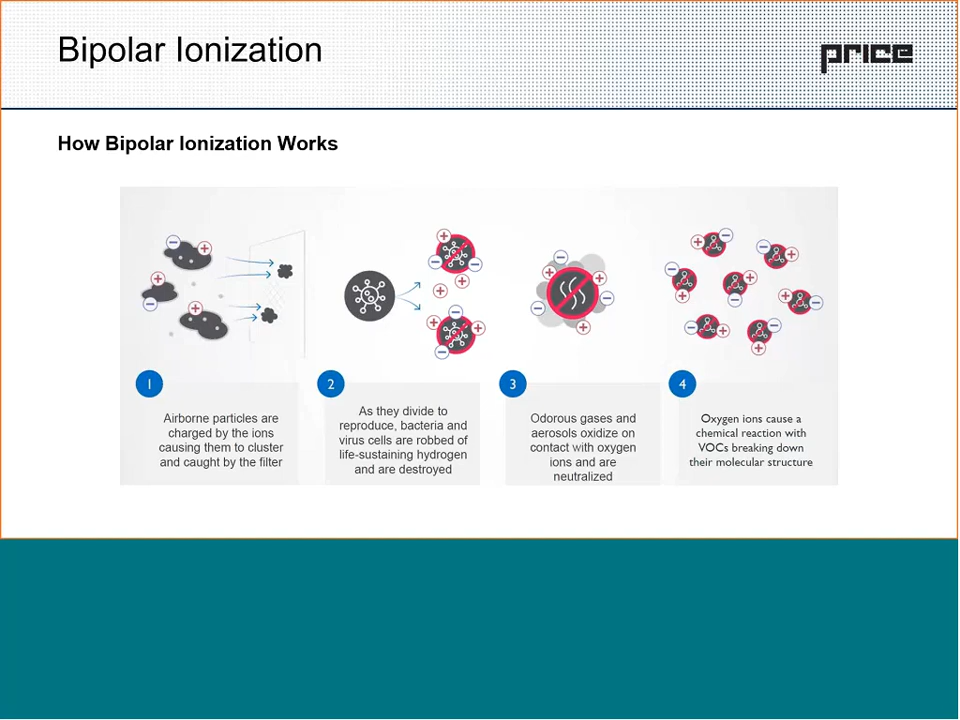 Bipolar Ionization
price
How Bipolar Ionization Works
1
Airborne particles are
charged by the ions
causing them to cluster
and caught by the filter
2
As they divide to
reproduce, bacteria and
virus cells are robbed of
life-sustaining hydrogen
and are destroyed
3
Odorous gases and
aerosols oxidize on
contact with oxygen
ions and are
neutralized
4
Oxygen ions cause a
chemical reaction with
VOCs breaking down
their molecular structure